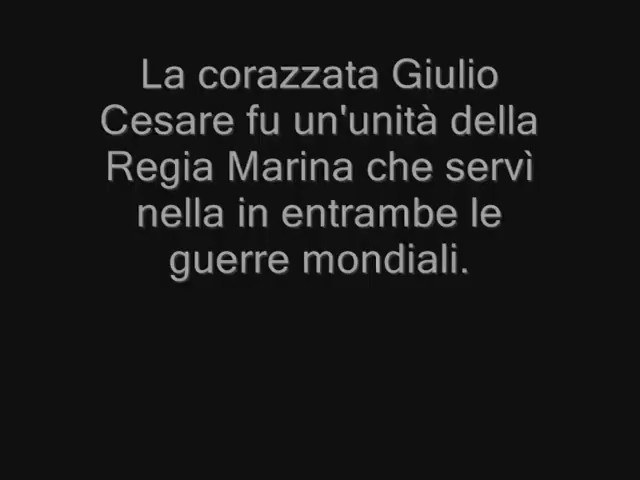 La corazzata Giulio
Cesare fu un'unità della
Regia Marina che servì
nella in entrambe le
guerre mondiali.